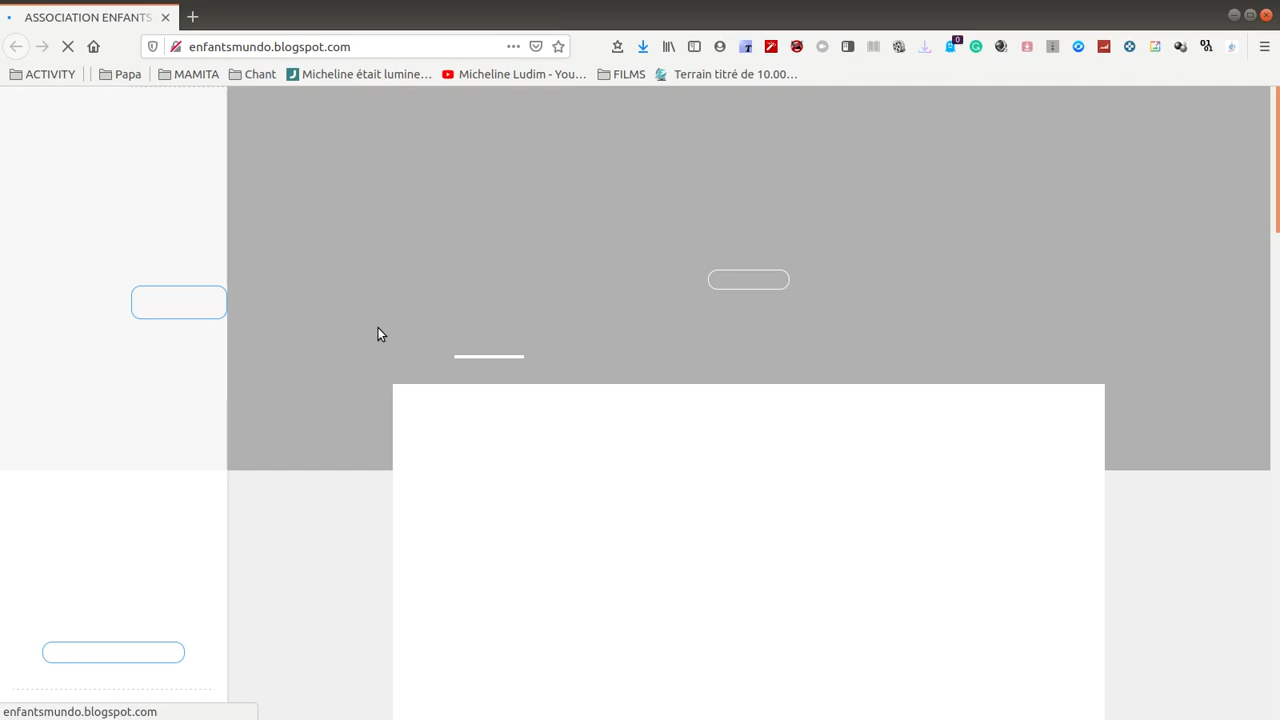 ASSOCIATION ENFANTS
enfantsmundo.blogspot.com
0
ACTIVITY
Papa
MAMITA
Chant
Micheline était lumine…
Micheline Ludim - You…
FILMS
Terrain titré de 10.00…
enfantsmundo.blogspot.com